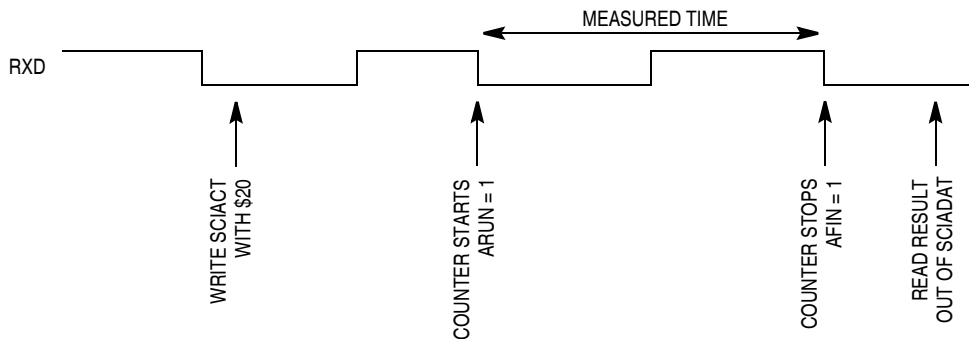 MEASURED TIME
RXD
WRITE SCIACT
WITH $20
COUNTER STARTS
ARUN = 1
COUNTER STOPS
AFIN = 1
READ RESULT
OUT OF SCIADAT